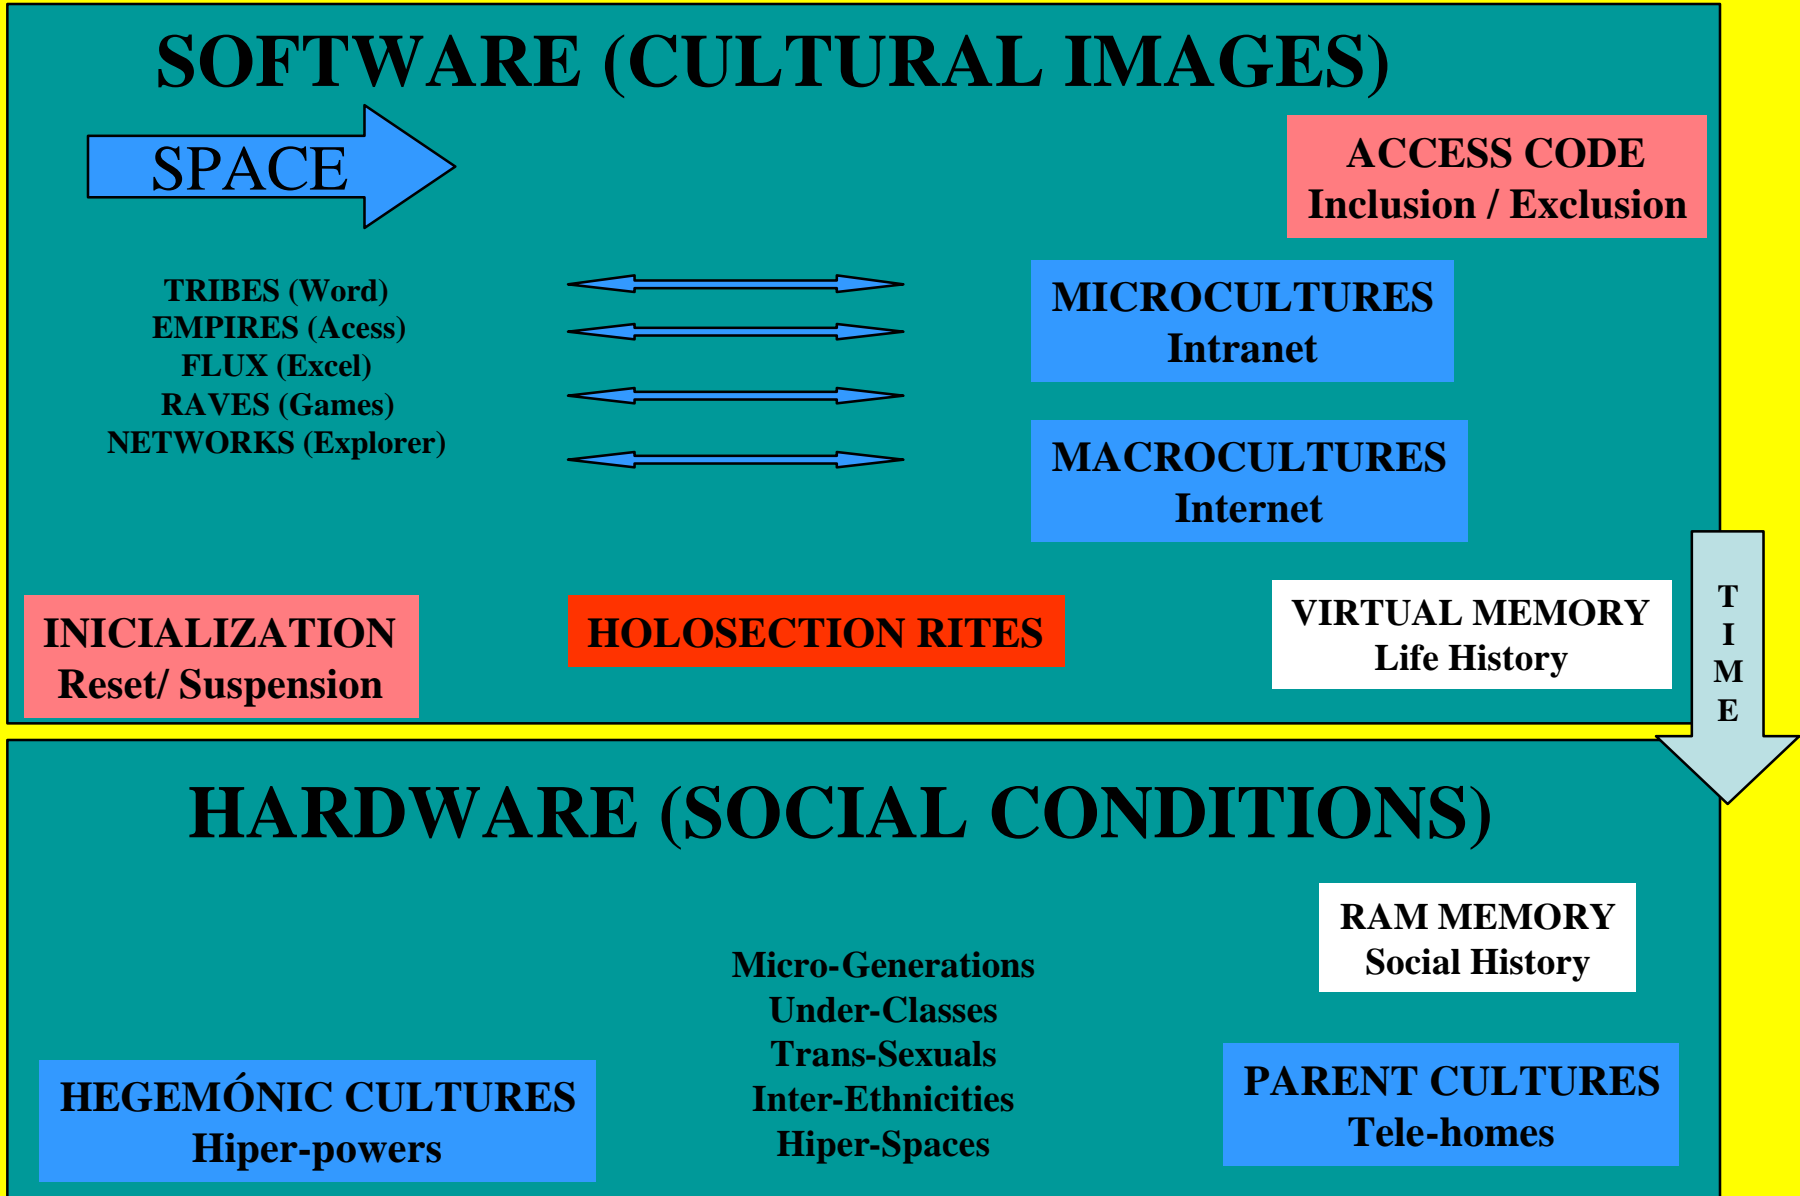 SOFTWARE (CULTURAL IMAGES)
SPACE
ACCESS CODE
Inclusion / Exclusion
TRIBES (Word)
EMPIRES (Acess)
FLUX (Excel)
RAVES (Games)
NETWORKS (Explorer)
MICROCULTURES
Intranet
MACROCULTURES
Internet
INICIALIZATION
Reset/ Suspension
HOLOSECTION RITES
VIRTUAL MEMORY
Life History
T
I
M
E
HARDWARE (SOCIAL CONDITIONS)
RAM MEMORY
Social History
Micro-Generations
Under-Classes
Trans-Sexuals
Inter-Ethnicities
Hiper-Spaces
HEGEMÓNIC CULTURES
Hiper-powers
PARENT CULTURES
Tele-homes